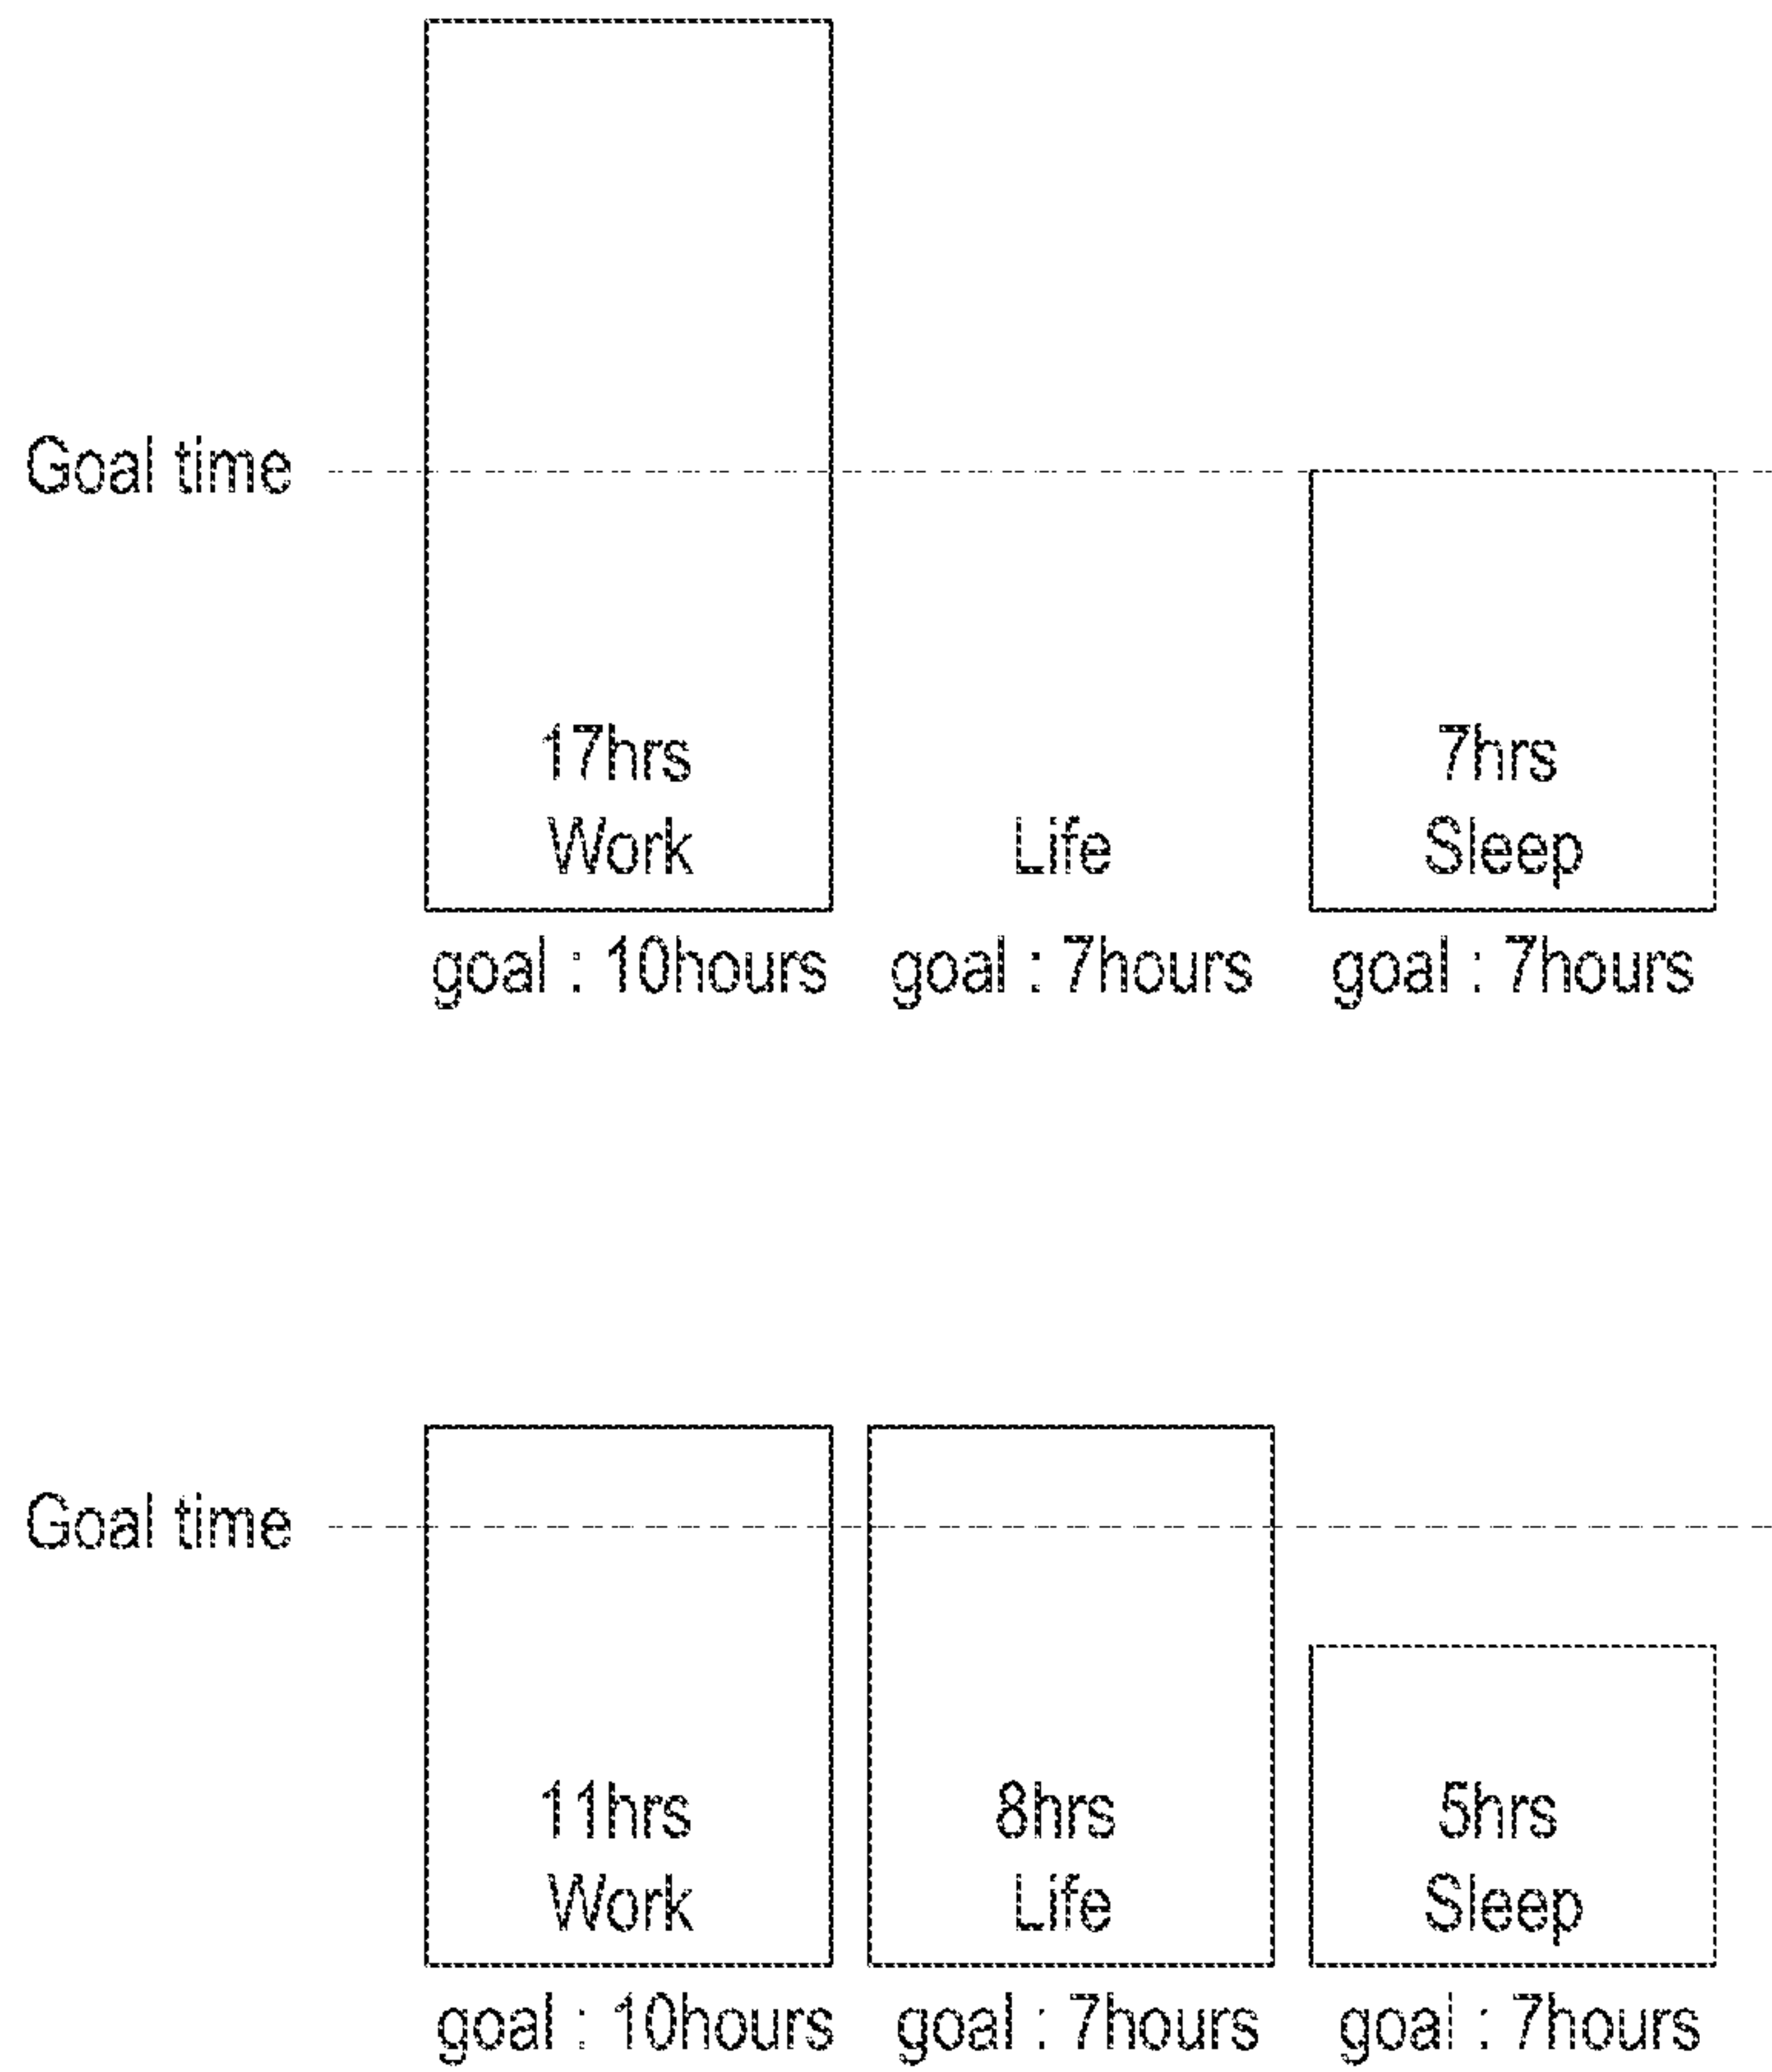 Goal time
17hrs
Work
Life
7hrs
Sleep
goal : 10hours
goal : 7hours
goal : 7hours
Goal time
11hrs
Work
8hrs
Life
5hrs
Sleep
goal : 10hours
goal : 7hours
goal : 7hours